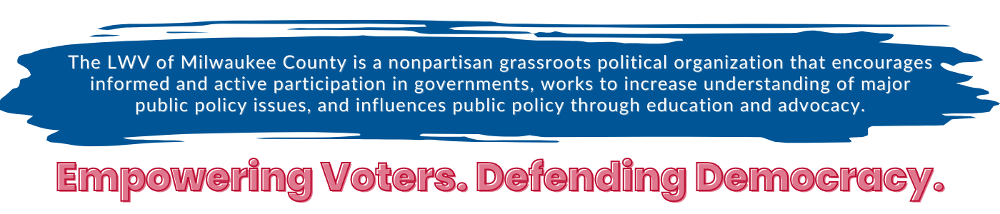 The LWV of Milwaukee County is a nonpartisan grassroots political organization that encourages
informed and active participation in governments, works to increase understanding of major
public policy issues, and influences public policy through education and advocacy.
Empowering Voters. Defending Democracy.